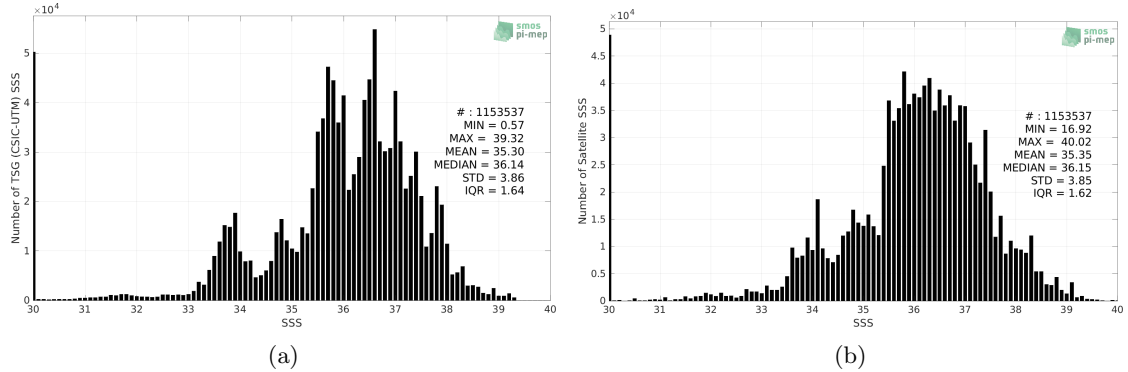 ×10⁴
smos
pi-mep
Number of TSG (CSIC-UTM) SSS
5
4
3
2
1
0
# : 1153537
MIN = 0.57
MAX = 39.32
MEAN = 35.30
MEDIAN = 36.14
STD = 3.86
IQR = 1.64
30 31 32 33 34 35 36 37 38 39 40
SSS
(a)
×10⁴
smos
pi-mep
Number of Satellite SSS
5
4.5
4
3.5
3
2.5
2
1.5
1
0.5
0
# : 1153537
MIN = 16.92
MAX = 40.02
MEAN = 35.35
MEDIAN = 36.15
STD = 3.85
IQR = 1.62
30 31 32 33 34 35 36 37 38 39 40
SSS
(b)